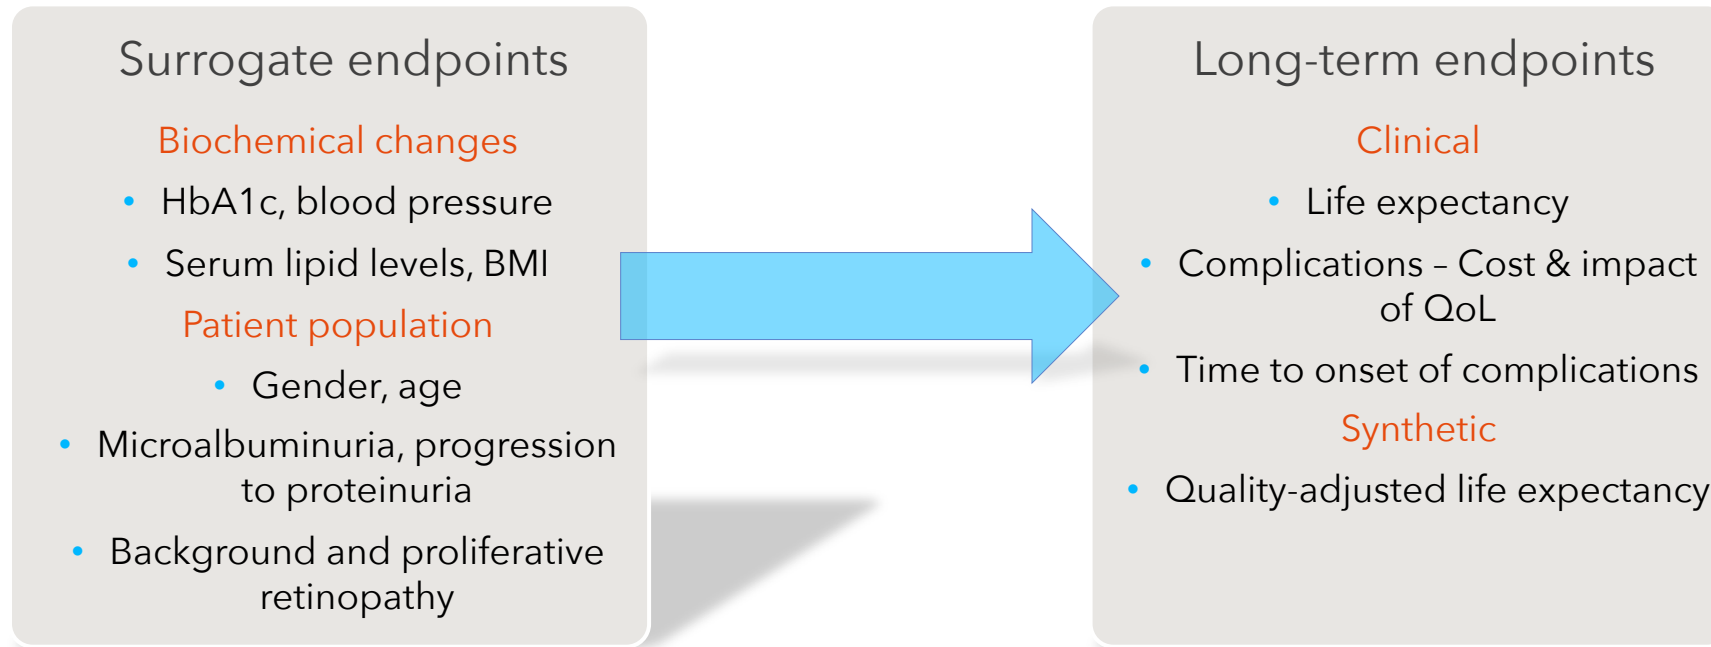 Surrogate endpoints
Biochemical changes
• HbA1c, blood pressure
• Serum lipid levels, BMI
Patient population
• Gender, age
• Microalbuminuria, progression
to proteinuria
• Background and proliferative
retinopathy
Long-term endpoints
Clinical
• Life expectancy
• Complications – Cost & impact
of QoL
• Time to onset of complications
Synthetic
• Quality-adjusted life expectancy